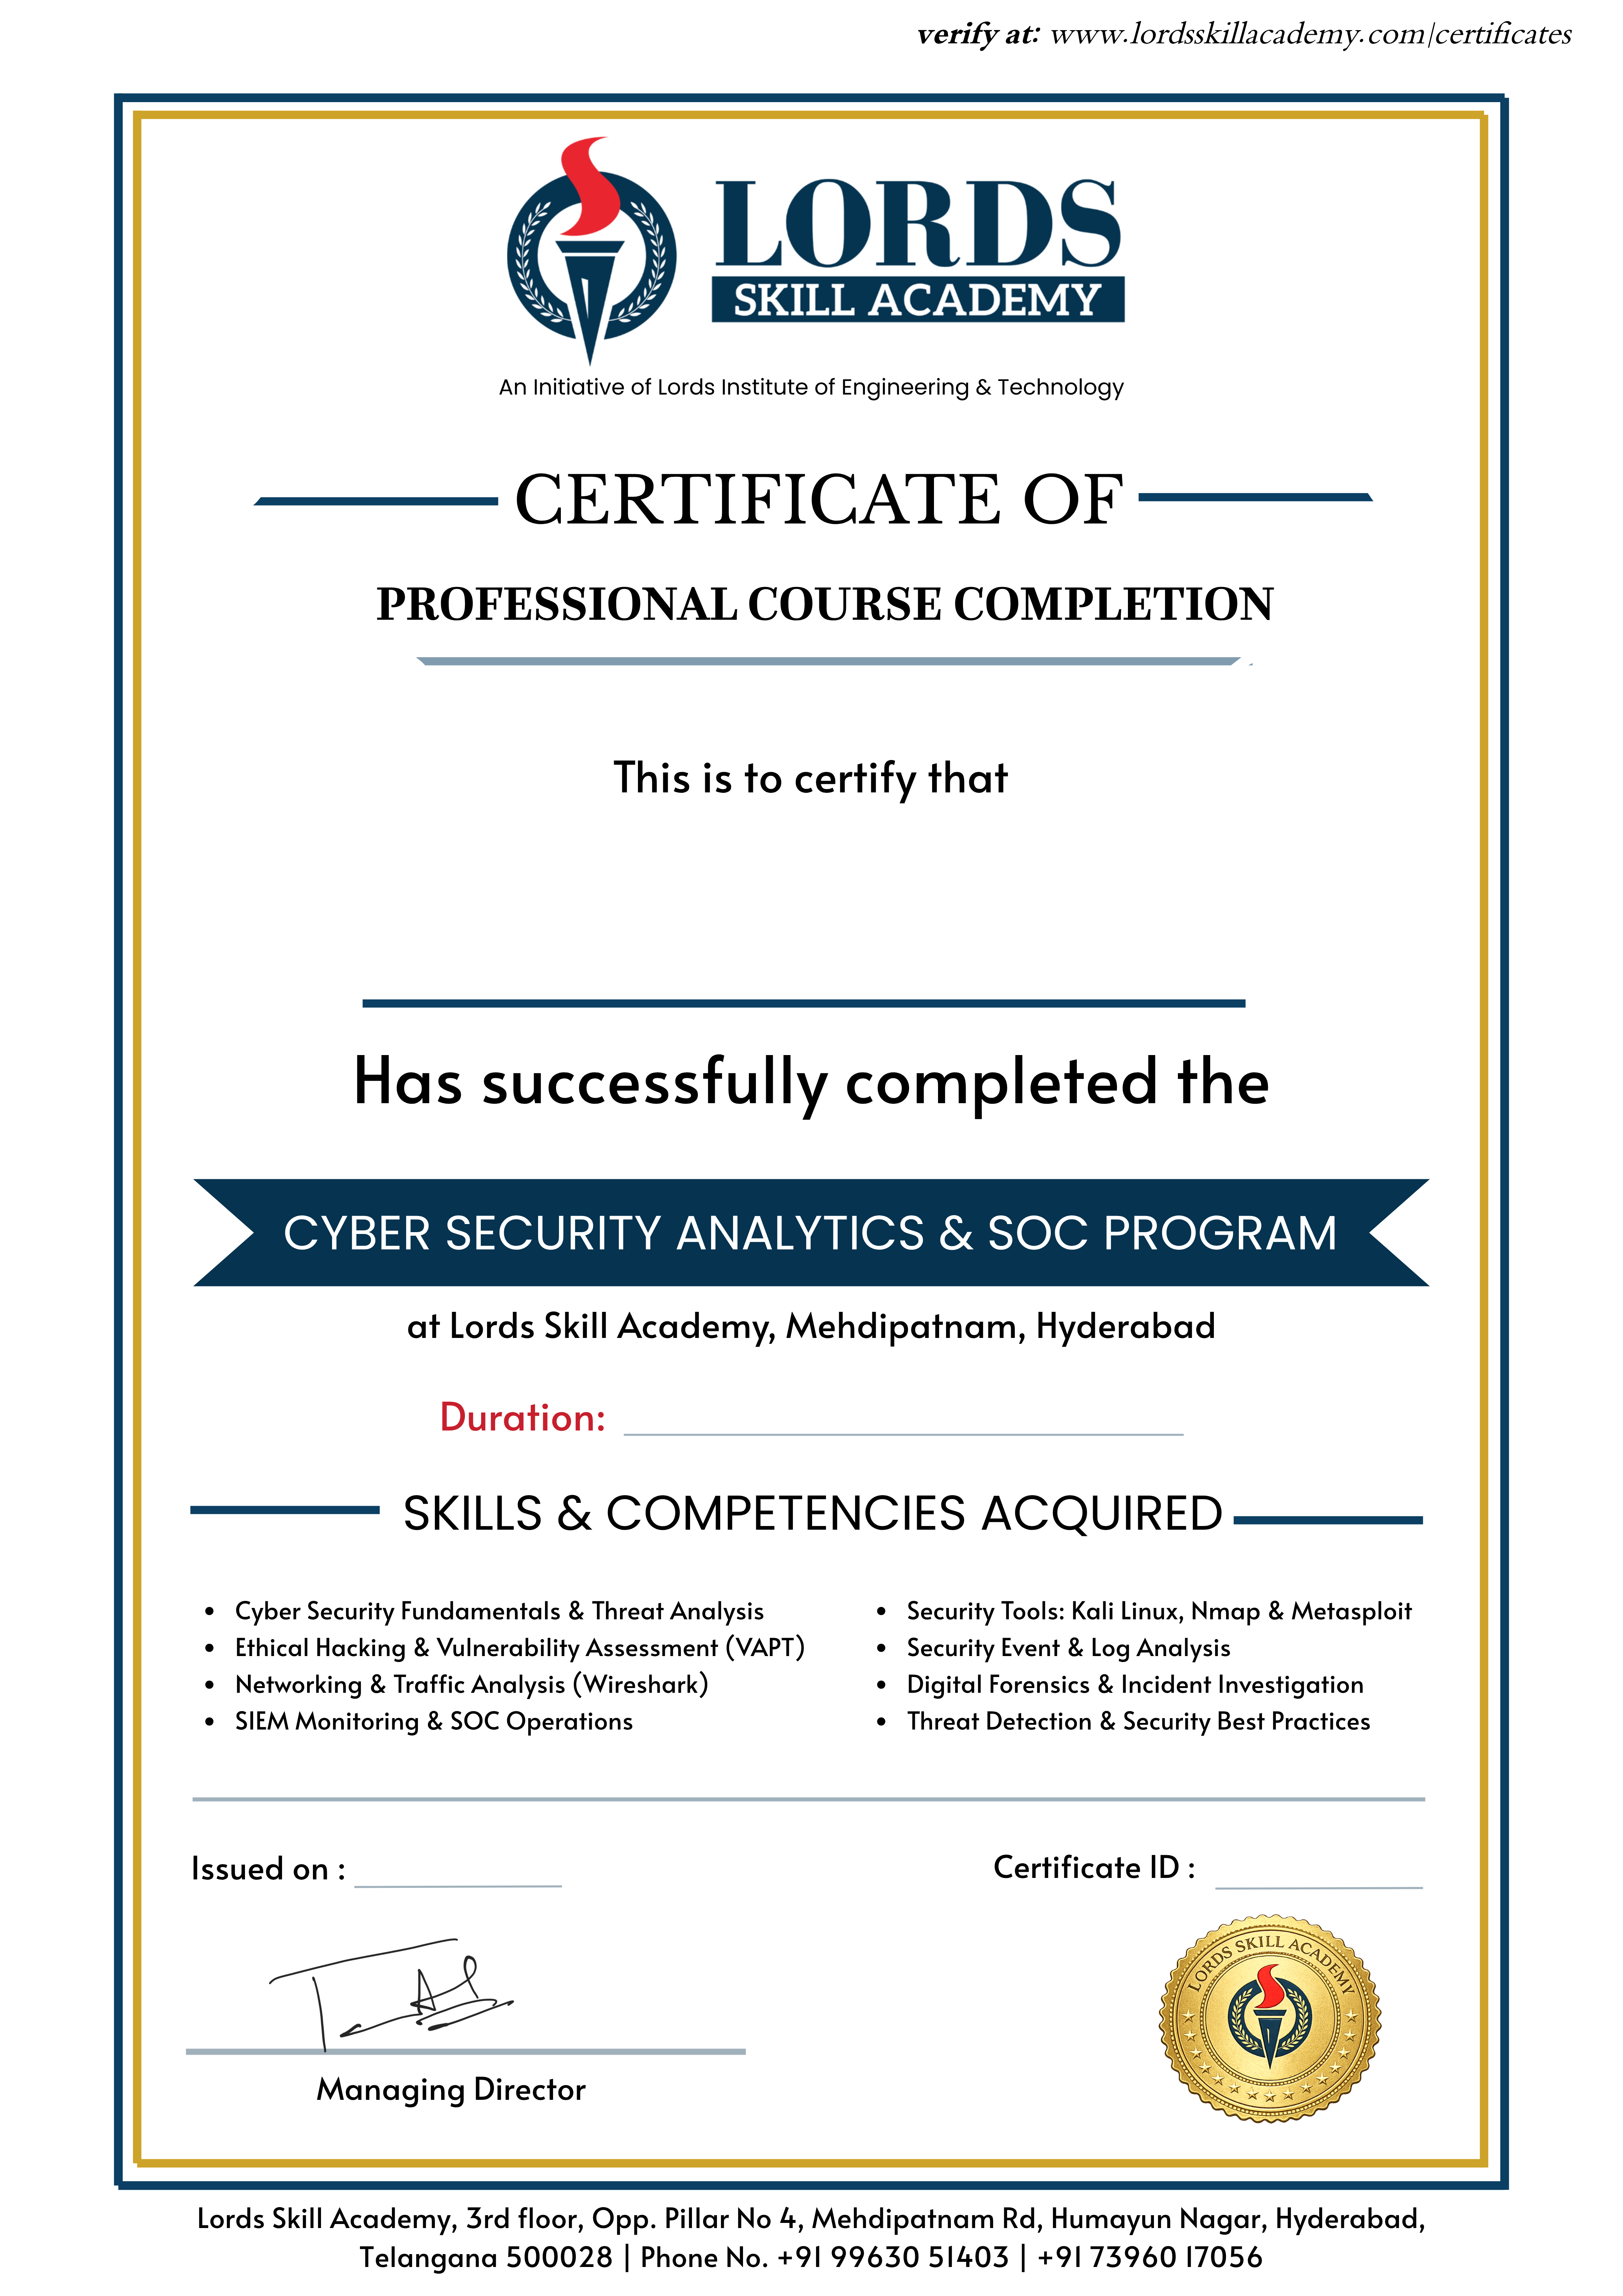 verify at: www.lordsskillacademy.com/certificates
LORDS
SKILL ACADEMY
An Initiative of Lords Institute of Engineering & Technology
CERTIFICATE OF
PROFESSIONAL COURSE COMPLETION
This is to certify that
Has successfully completed the
CYBER SECURITY ANALYTICS & SOC PROGRAM
at Lords Skill Academy, Mehdipatnam, Hyderabad
Duration:
SKILLS & COMPETENCIES ACQUIRED
• Cyber Security Fundamentals & Threat Analysis
• Ethical Hacking & Vulnerability Assessment (VAPT)
• Networking & Traffic Analysis (Wireshark)
• SIEM Monitoring & SOC Operations
• Security Tools: Kali Linux, Nmap & Metasploit
• Security Event & Log Analysis
• Digital Forensics & Incident Investigation
• Threat Detection & Security Best Practices
Issued on :
Certificate ID :
LORDS SKILL ACADEMY
Managing Director
Lords Skill Academy, 3rd floor, Opp. Pillar No 4, Mehdipatnam Rd, Humayun Nagar, Hyderabad,
Telangana 500028 | Phone No. +91 99630 51403 | +91 73960 17056